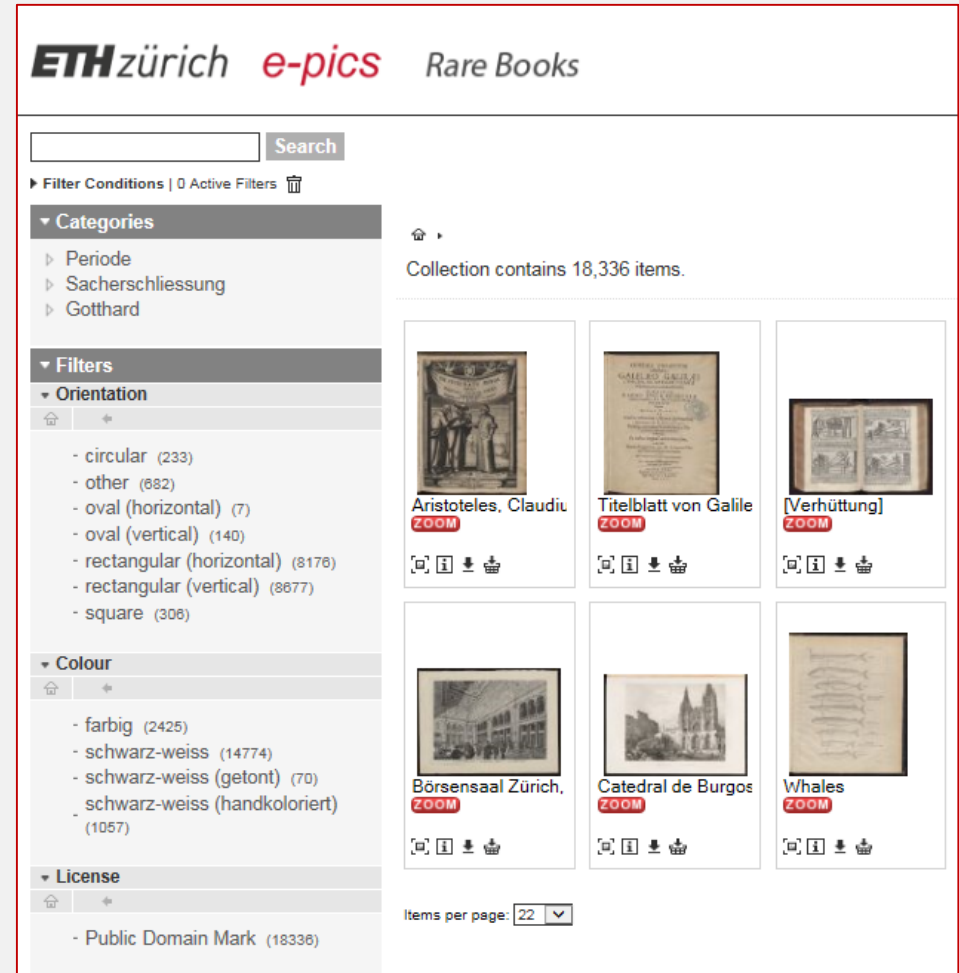 ETH zürich e-pics Rare Books
Search
Filter Conditions | 0 Active Filters
Categories
Periode
Sacherschliessung
Gotthard
Filters
Orientation
- circular (233)
- other (682)
- oval (horizontal) (7)
- oval (vertical) (140)
- rectangular (horizontal) (8176)
- rectangular (vertical) (8677)
- square (306)
Colour
- farbig (2425)
- schwarz-weiss (14774)
- schwarz-weiss (getont) (70)
- schwarz-weiss (handkoloriert)
(1057)
License
- Public Domain Mark (18336)
Collection contains 18,336 items.
Aristoteles, Claudiu
ZOOM
Titelblatt von Galile
ZOOM
[Verhüttung]
ZOOM
Börsensaal Zürich,
ZOOM
Catedral de Burgos
ZOOM
Whales
ZOOM
Items per page: 22